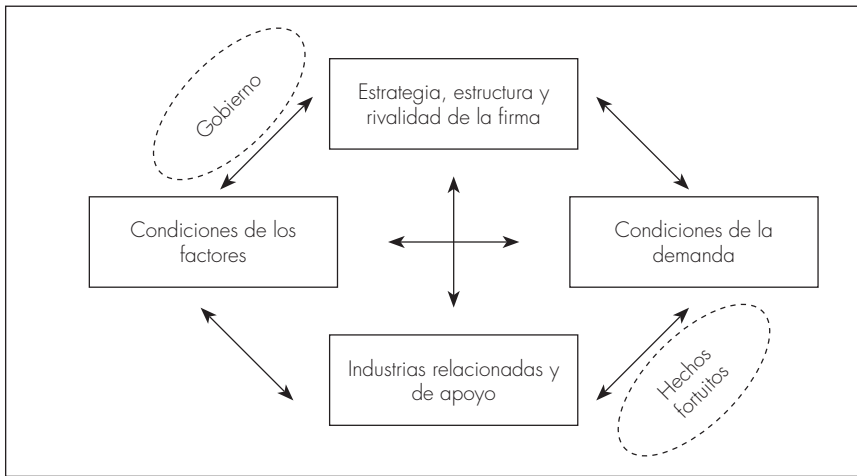 Gobierno
Estrategia, estructura y
rivalidad de la firma
Condiciones de los
factores
Condiciones de la
demanda
Industrias relacionadas y
de apoyo
Hechos
fortuitos